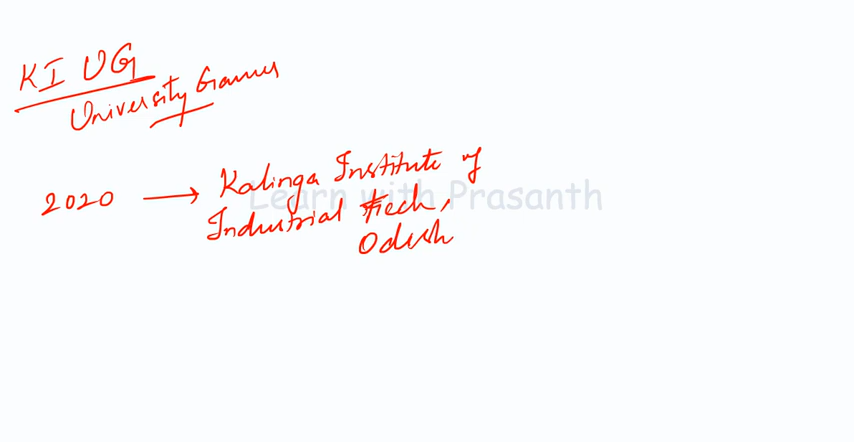 KI UG
University Games
2020 → Kalinga Institute of
Industrial Tech,
Odish
Learn with Prasanth